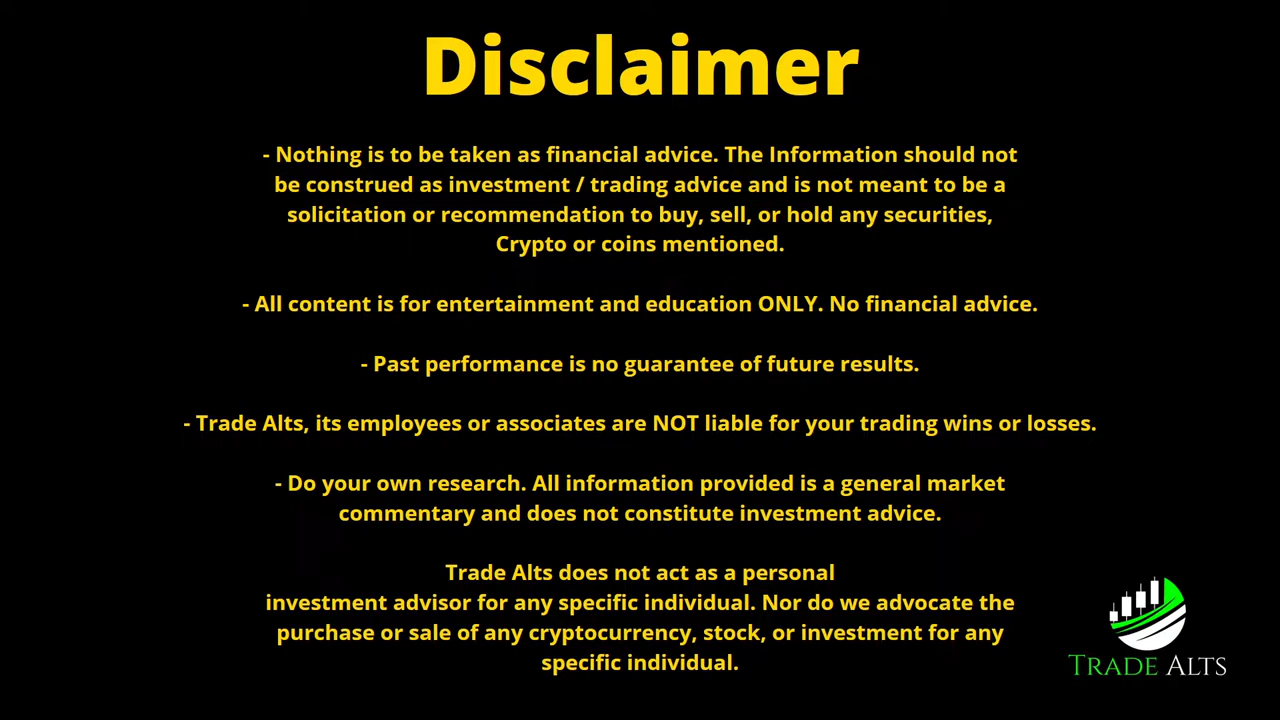 Disclaimer
- Nothing is to be taken as financial advice. The Information should not
be construed as investment / trading advice and is not meant to be a
solicitation or recommendation to buy, sell, or hold any securities,
Crypto or coins mentioned.
- All content is for entertainment and education ONLY. No financial advice.
- Past performance is no guarantee of future results.
- Trade Alts, its employees or associates are NOT liable for your trading wins or losses.
- Do your own research. All information provided is a general market
commentary and does not constitute investment advice.
Trade Alts does not act as a personal
investment advisor for any specific individual. Nor do we advocate the
purchase or sale of any cryptocurrency, stock, or investment for any
specific individual.
TRADE ALTS